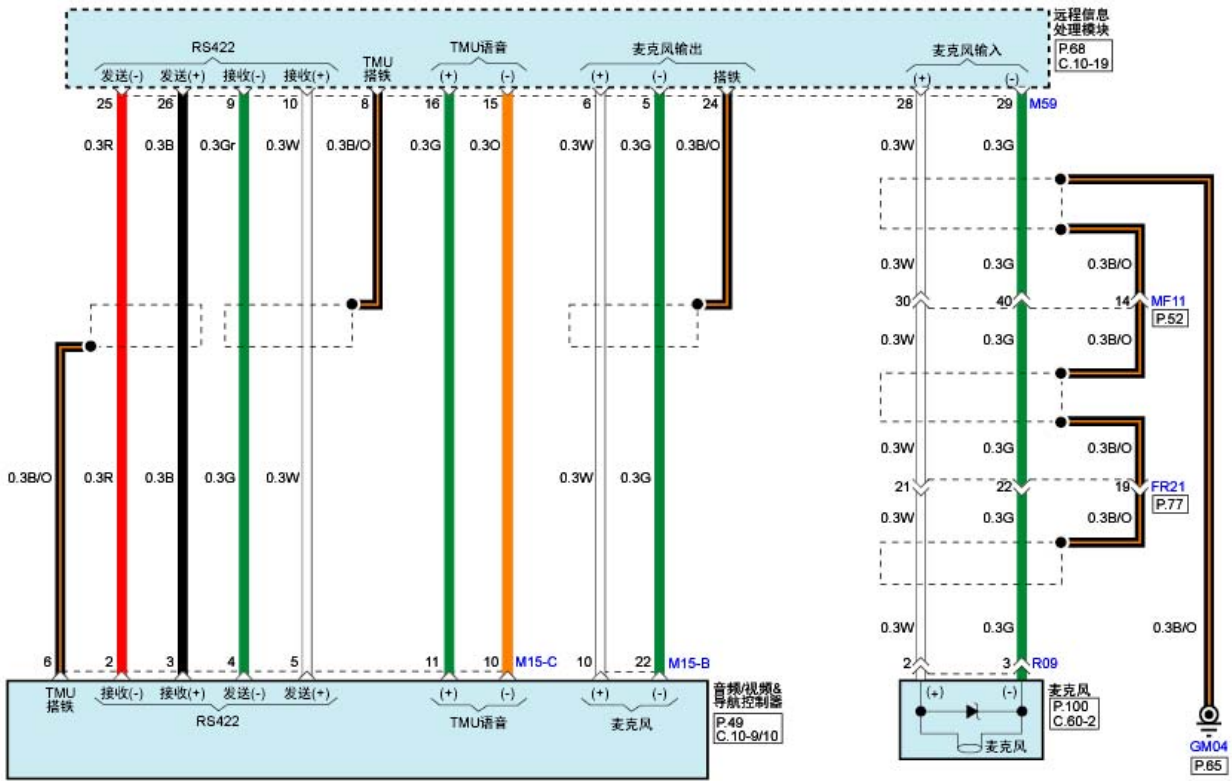 远程信息
处理模块
P.68
C.10-19
RS422 TMU 搭铁 TMU语音 麦克风输出 麦克风输入
发送(-) 发送(+) 接收(-) 接收(+) (+) (-) (+) (-) 搭铁 (+) (-)
25 26 9 10 8 16 15 6 5 24 28 29 M59
0.3R 0.3B 0.3Gr 0.3W 0.3B/O 0.3G 0.3O 0.3W 0.3G 0.3B/O 0.3W 0.3G
0.3W 0.3G 0.3B/O
30 40 14 MF11
P.52
0.3W 0.3G 0.3B/O
0.3W 0.3G 0.3B/O
0.3B/O 0.3R 0.3B 0.3G 0.3W 0.3W 0.3G
21 22 19 FR21
P.77
0.3W 0.3G 0.3B/O
0.3W 0.3G 0.3B/O
6 2 3 4 5 11 10 M15-C 10 22 M15-B 2 3 R09
TMU 搭铁 接收(-) 接收(+) 发送(-) 发送(+) (+) (-) (+) (-)
RS422 TMU语音 麦克风
音频/视频&
导航控制器
P.49
C.10-9/10
(+) (-)
麦克风
麦克风
P.100
C.60-2
GM04
P.65